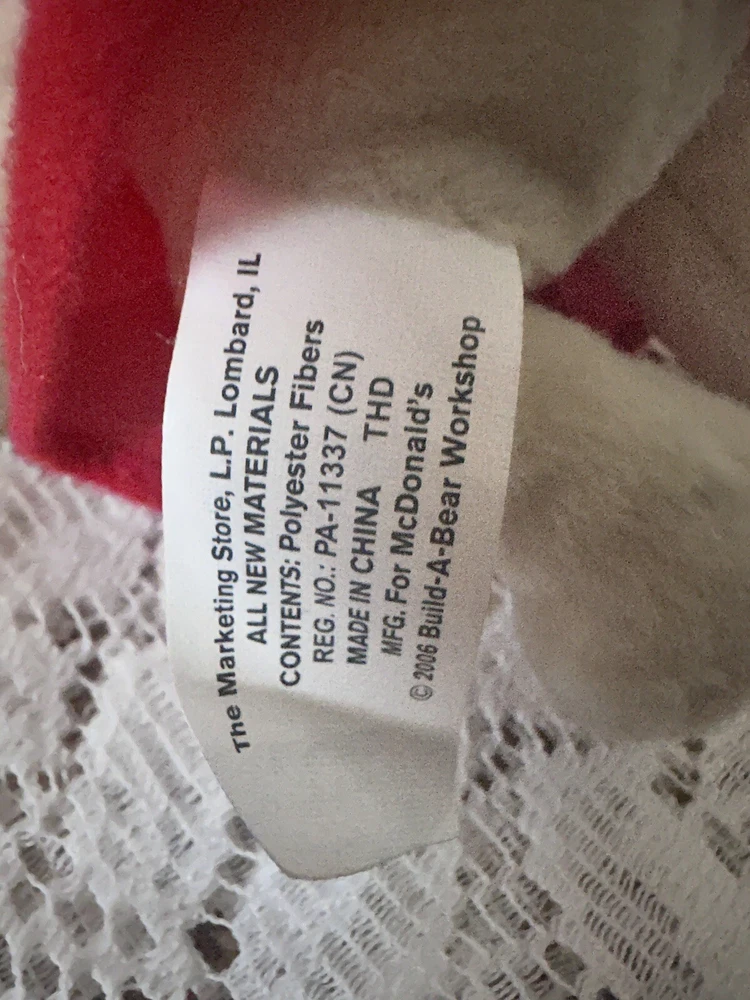 The Marketing Store, L.P. Lombard, IL
ALL NEW MATERIALS
CONTENTS: Polyester Fibers
REG. NO.: PA-11337 (CN)
MADE IN CHINA THD
MFG. For McDonald's
© 2006 Build-A-Bear Workshop